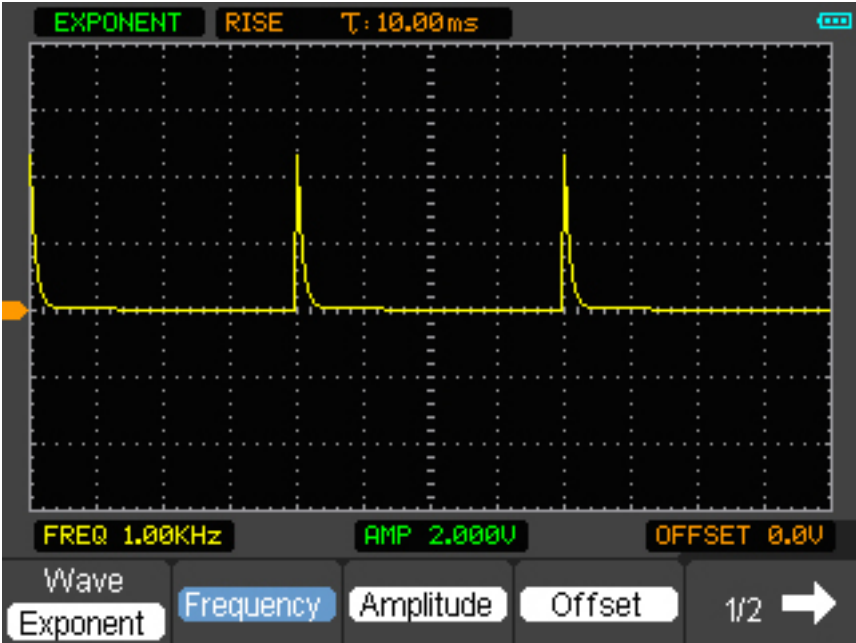 EXPONENT RISE τ:10.00ms
FREQ 1.00KHz AMP 2.000V OFFSET 0.0V
Wave
Exponent Frequency Amplitude Offset 1/2